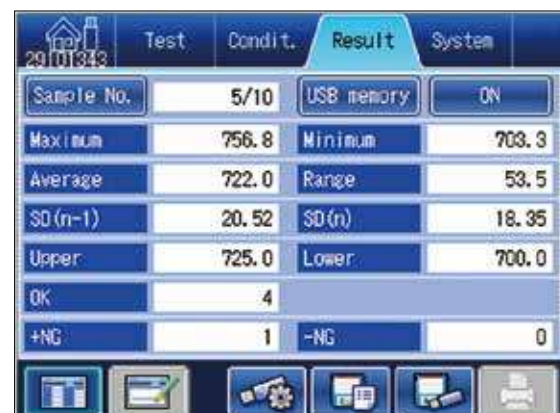 Test Condit. Result System
29101343
Sample No. 5/10 USB memory ON
Maximum 756.8 Minimum 703.3
Average 722.0 Range 53.5
SD(n-1) 20.52 SD(n) 18.35
Upper 725.0 Lower 700.0
OK 4
+NG 1 -NG 0